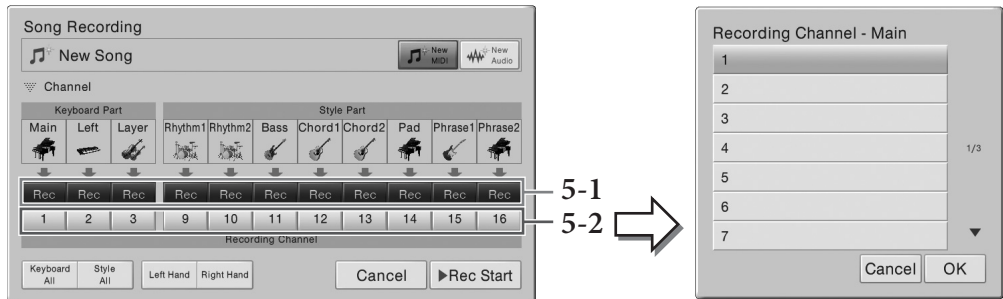 Song Recording
New Song
New MIDI
New Audio
Channel
Keyboard Part
Style Part
Main Left Layer Rhythm1 Rhythm2 Bass Chord1 Chord2 Pad Phrase1 Phrase2
Rec Rec Rec Rec Rec Rec Rec Rec Rec Rec Rec
5-1
1 2 3 9 10 11 12 13 14 15 16
5-2
Recording Channel
Keyboard All
Style All
Left Hand
Right Hand
Cancel
▶Rec Start
Recording Channel - Main
1
2
3
4
1/3
5
6
7
▼
Cancel
OK